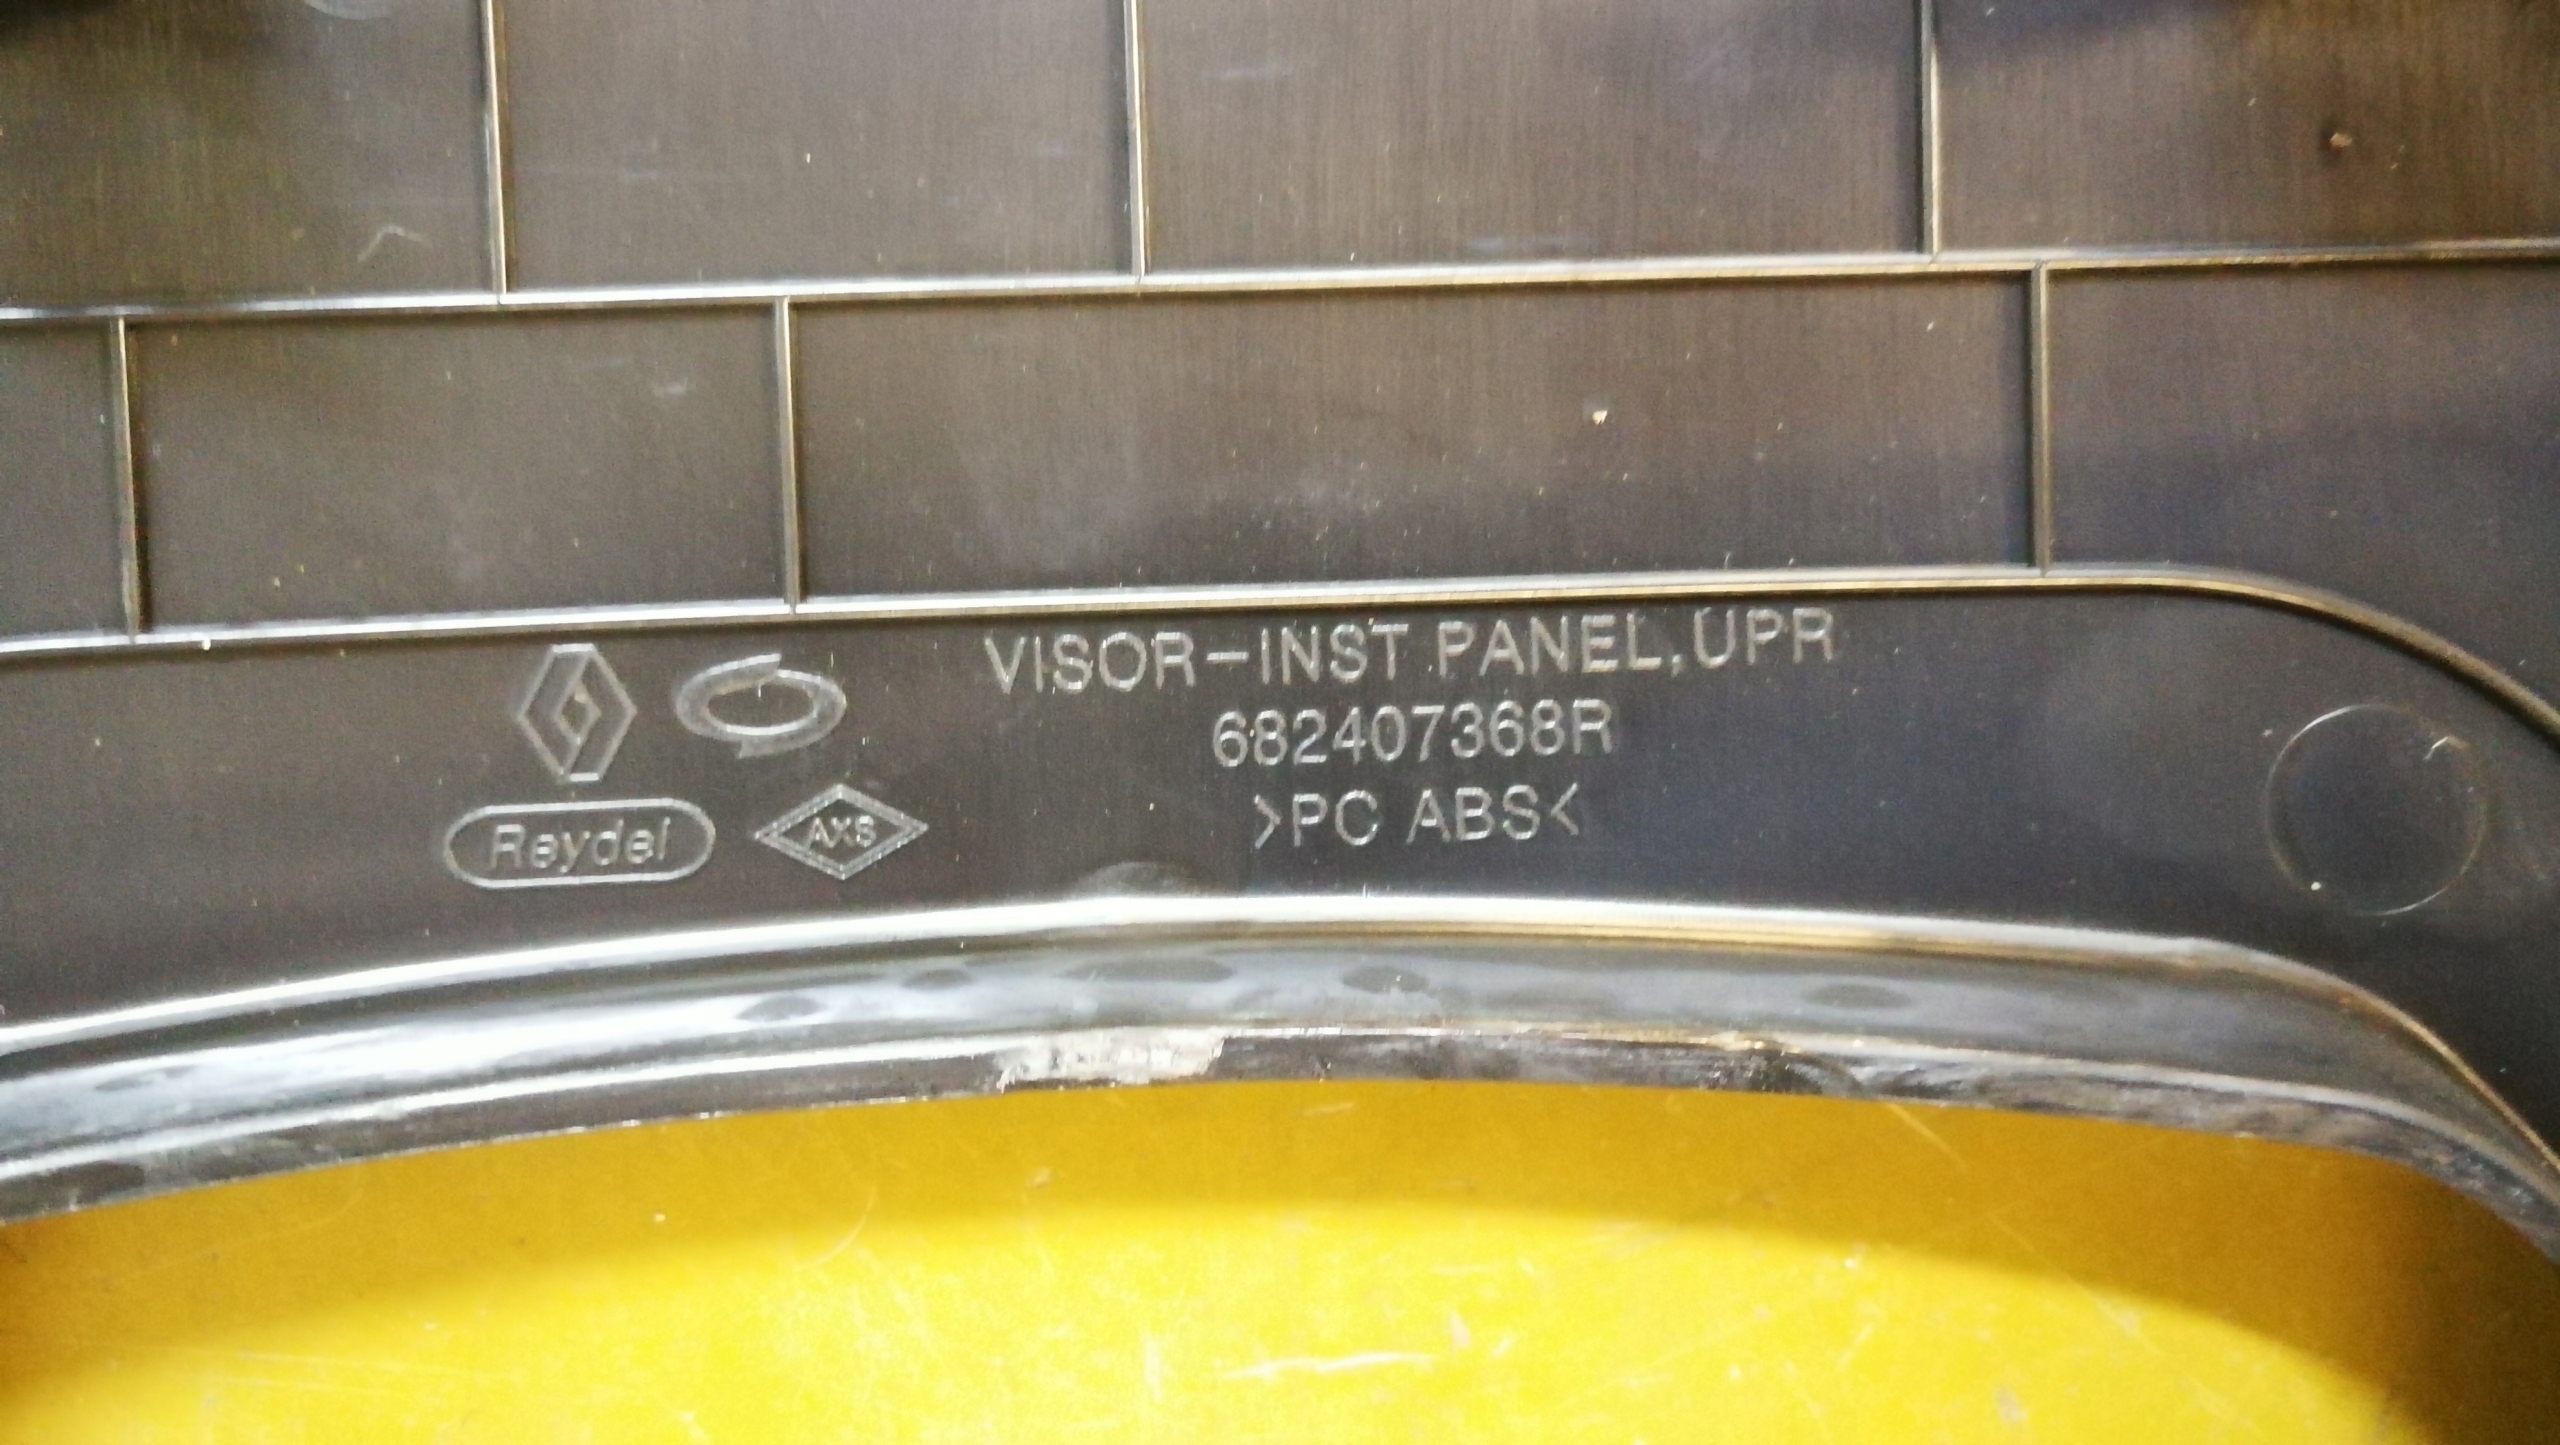 VISOR-INST PANEL,UPR
682407368R
>PC ABS<
Reydel
AXS